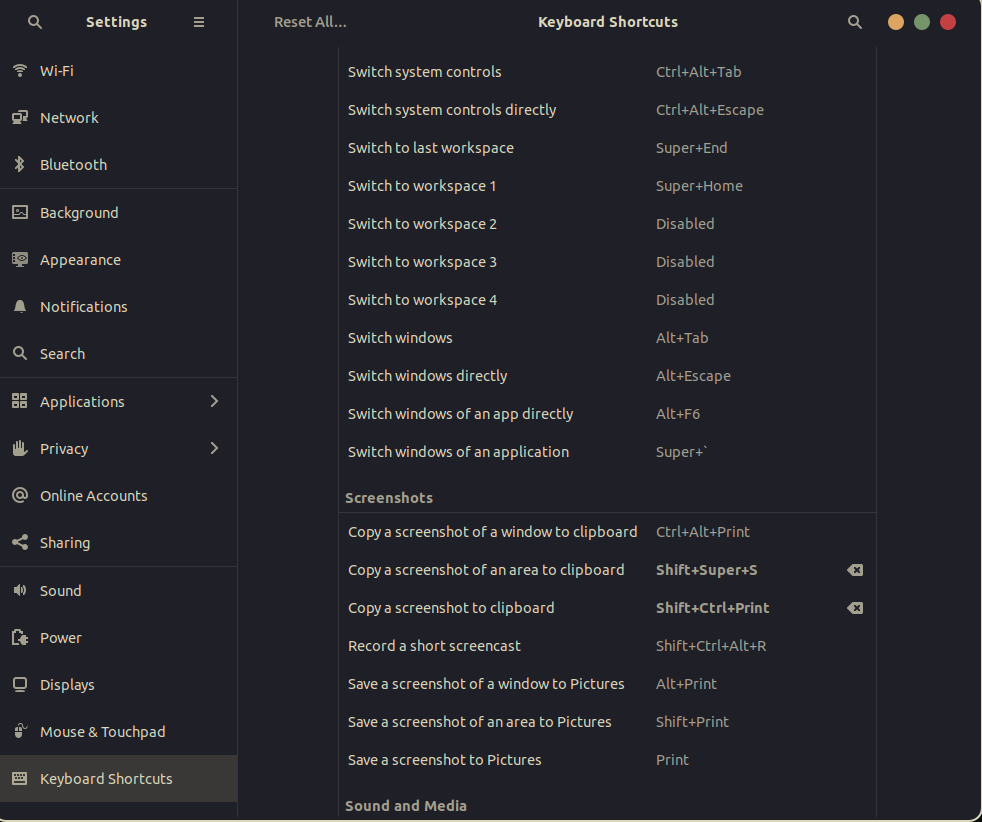 Settings
Reset All...
Keyboard Shortcuts
Wi-Fi
Network
Bluetooth
Background
Appearance
Notifications
Search
Applications
Privacy
Online Accounts
Sharing
Sound
Power
Displays
Mouse & Touchpad
Keyboard Shortcuts
Switch system controls Ctrl+Alt+Tab
Switch system controls directly Ctrl+Alt+Escape
Switch to last workspace Super+End
Switch to workspace 1 Super+Home
Switch to workspace 2 Disabled
Switch to workspace 3 Disabled
Switch to workspace 4 Disabled
Switch windows Alt+Tab
Switch windows directly Alt+Escape
Switch windows of an app directly Alt+F6
Switch windows of an application Super+`
Screenshots
Copy a screenshot of a window to clipboard Ctrl+Alt+Print
Copy a screenshot of an area to clipboard Shift+Super+S
Copy a screenshot to clipboard Shift+Ctrl+Print
Record a short screencast Shift+Ctrl+Alt+R
Save a screenshot of a window to Pictures Alt+Print
Save a screenshot of an area to Pictures Shift+Print
Save a screenshot to Pictures Print
Sound and Media